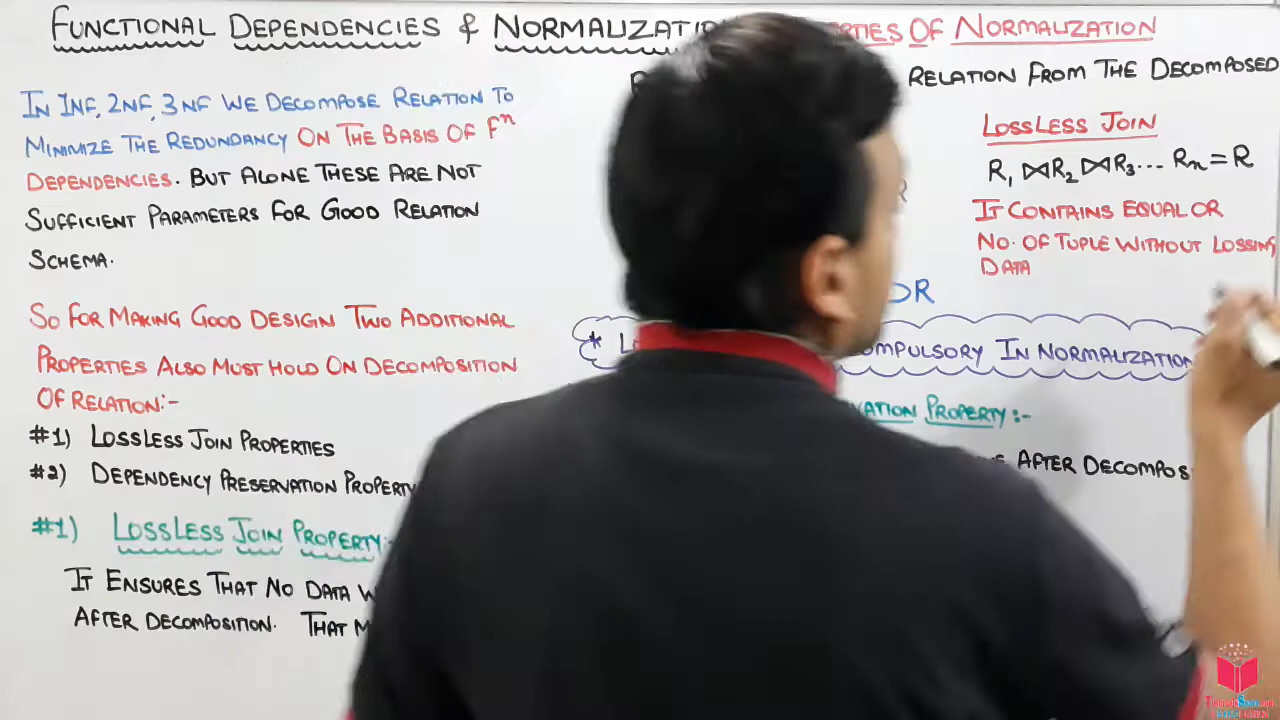 FUNCTIONAL DEPENDENCIES & NORMALIZATI OF NORMALIZATION
IN 1NF, 2NF, 3NF WE DECOMPOSE RELATION TO
MINIMIZE THE REDUNDANCY ON THE BASIS OF Fⁿ
DEPENDENCIES. BUT ALONE THESE ARE NOT
SUFFICIENT PARAMETERS FOR GOOD RELATION
SCHEMA.
SO FOR MAKING GOOD DESIGN TWO ADDITIONAL
PROPERTIES ALSO MUST HOLD ON DECOMPOSITION
OF RELATION:-
#1) LOSSLESS JOIN PROPERTIES
#2) DEPENDENCY PRESERVATION PROPERTY
#1) LOSSLESS JOIN PROPERTY:-
IT ENSURES THAT NO DATA
AFTER DECOMPOSITION. THAT
RELATION FROM THE DECOMPOSED
LOSSLESS JOIN
R₁ ⋈ R₂ ⋈ R₃... Rₙ = R
IT CONTAINS EQUAL OR
NO. OF TUPLE WITHOUT LOSSING
DATA
OR
* OMPULSORY IN NORMALIZATION
VATION PROPERTY:-
AFTER DECOMPOS